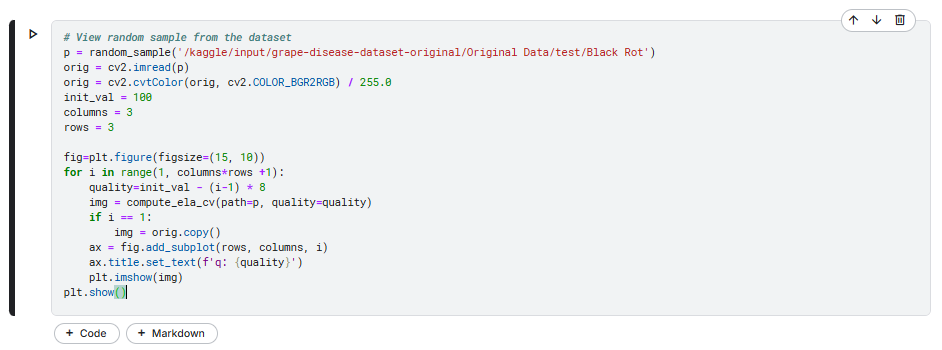 # View random sample from the dataset
p = random_sample('/kaggle/input/grape-disease-dataset-original/Original Data/test/Black Rot')
orig = cv2.imread(p)
orig = cv2.cvtColor(orig, cv2.COLOR_BGR2RGB) / 255.0
init_val = 100
columns = 3
rows = 3
fig=plt.figure(figsize=(15, 10))
for i in range(1, columns*rows +1):
    quality=init_val - (i-1) * 8
    img = compute_ela_cv(path=p, quality=quality)
    if i == 1:
        img = orig.copy()
    ax = fig.add_subplot(rows, columns, i)
    ax.title.set_text(f'q: {quality}')
    plt.imshow(img)
plt.show()
+ Code + Markdown